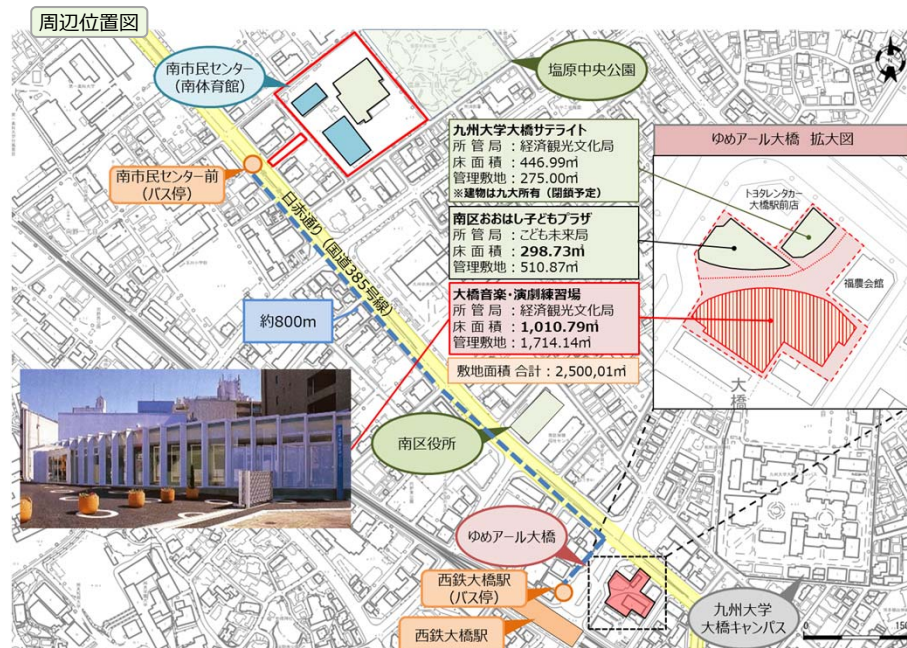 周辺位置図
南市民センター
(南体育館)
塩原中央公園
南市民センター前
(バス停)
日赤通り(国道385号線)
約800m
九州大学大橋サテライト
所 管 局 :経済観光文化局
床 面 積 :446.99㎡
管理敷地 :275.00㎡
※建物は九大所有(閉鎖予定)
南区おおはし子どもプラザ
所 管 局 :こども未来局
床 面 積 :298.73㎡
管理敷地 :510.87㎡
大橋音楽・演劇練習場
所 管 局 :経済観光文化局
床 面 積 :1,010.79㎡
管理敷地 :1,714.14㎡
敷地面積 合計:2,500,01㎡
ゆめアール大橋 拡大図
トヨタレンタカー
大橋駅前店
福農会館
大
橋
南区役所
ゆめアール大橋
西鉄大橋駅
(バス停)
西鉄大橋駅
九州大学
大橋キャンパス
0